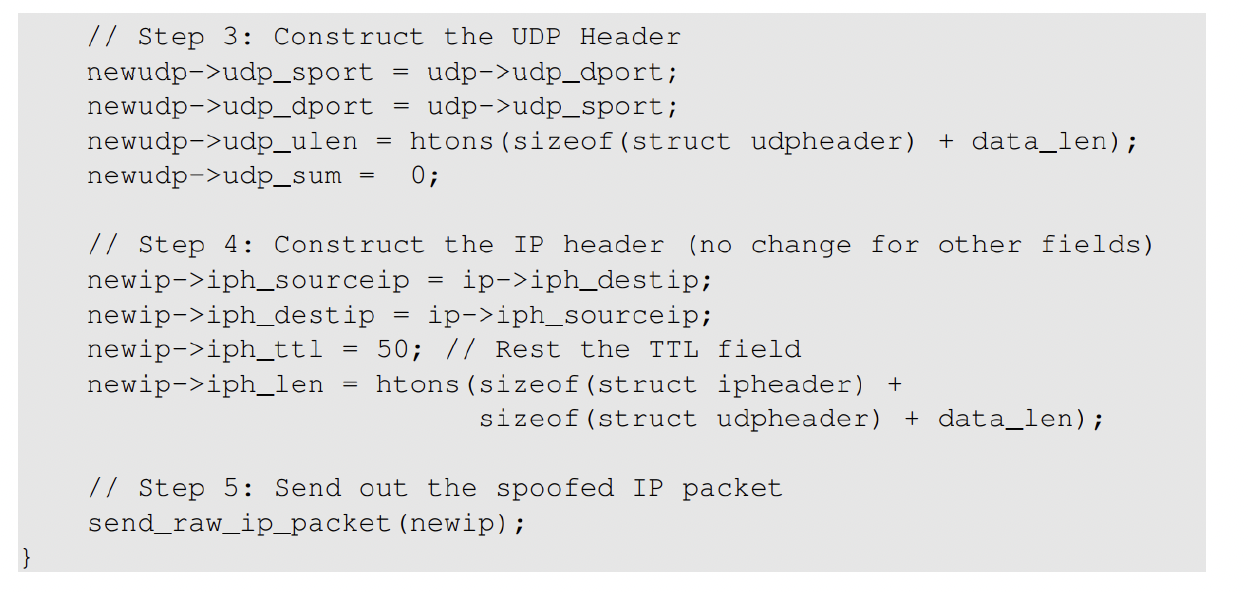 // Step 3: Construct the UDP Header
newudp->udp_sport = udp->udp_dport;
newudp->udp_dport = udp->udp_sport;
newudp->udp_ulen = htons(sizeof(struct udpheader) + data_len);
newudp->udp_sum =  0;
// Step 4: Construct the IP header (no change for other fields)
newip->iph_sourceip = ip->iph_destip;
newip->iph_destip = ip->iph_sourceip;
newip->iph_ttl = 50; // Rest the TTL field
newip->iph_len = htons(sizeof(struct ipheader) +
sizeof(struct udpheader) + data_len);
// Step 5: Send out the spoofed IP packet
send_raw_ip_packet(newip);
}